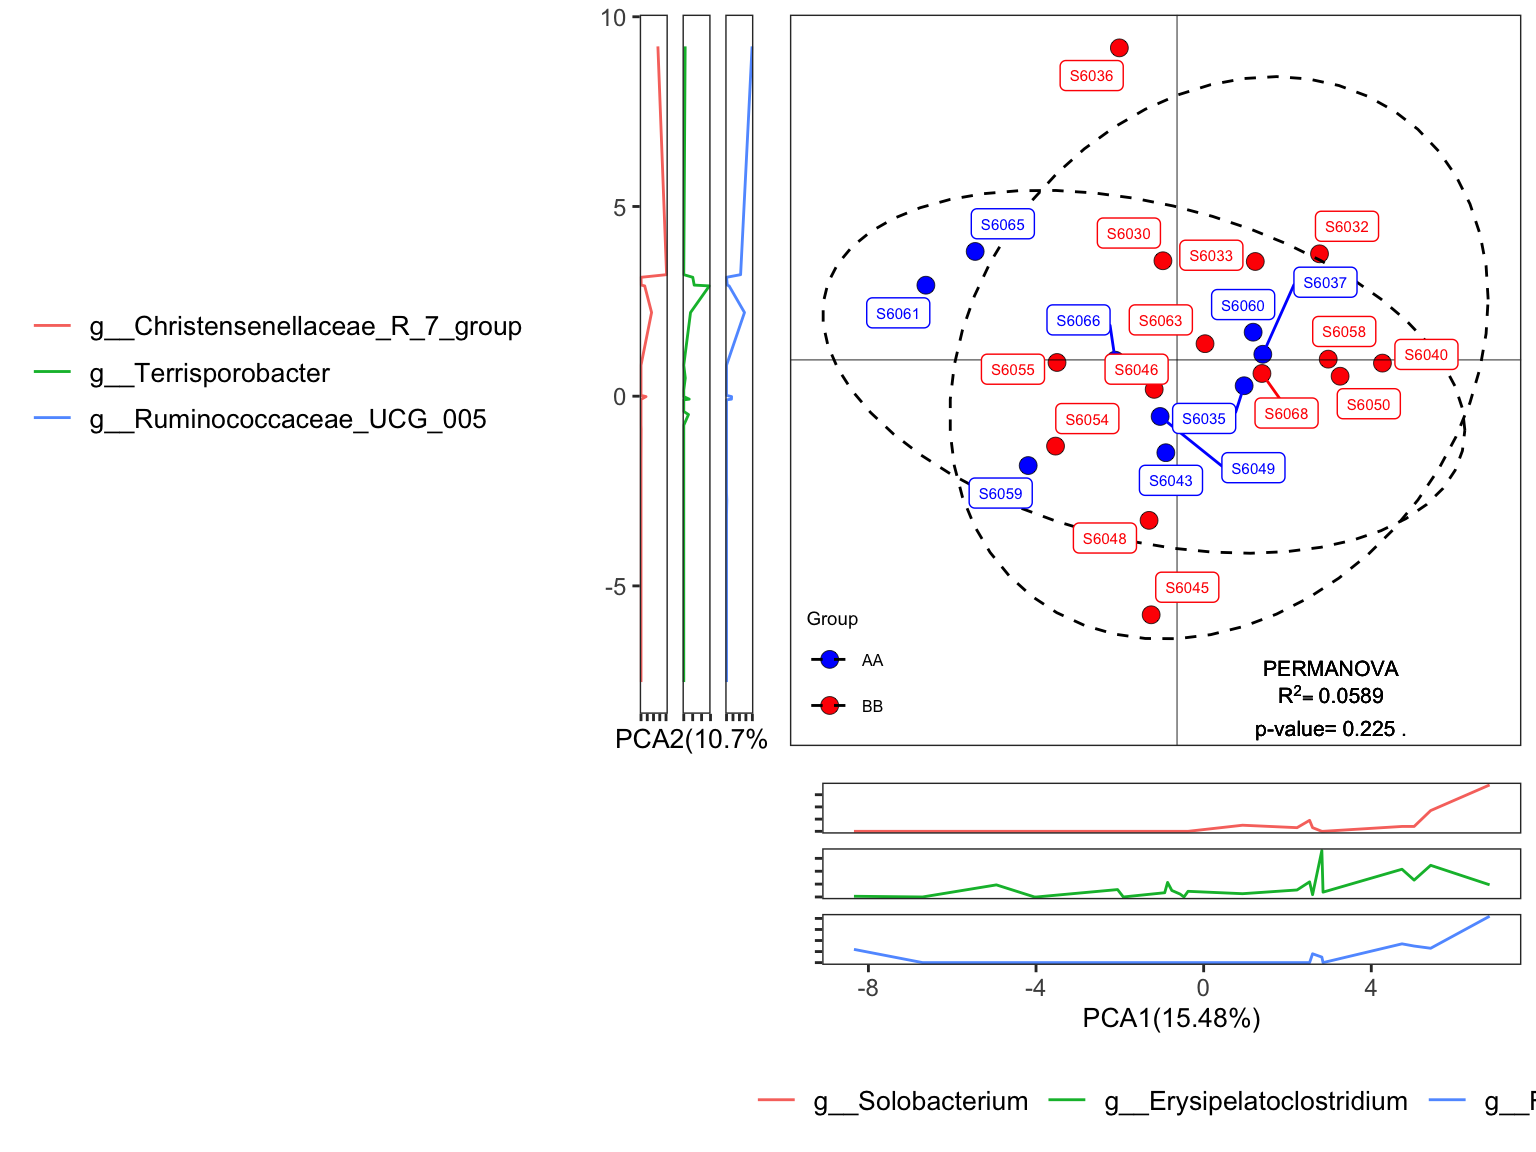 10
5
0
-5
PCA2(10.7%
g__Christensenellaceae_R_7_group
g__Terrisporobacter
g__Ruminococcaceae_UCG_005
S6036
S6065
S6030
S6033
S6032
S6037
S6061
S6066
S6063
S6060
S6058
S6040
S6055
S6046
S6050
S6054
S6035
S6068
S6049
S6043
S6059
S6048
S6045
Group
AA
BB
PERMANOVA
R²= 0.0589
p-value= 0.225 .
-8 -4 0 4
PCA1(15.48%)
g__Solobacterium g__Erysipelatoclostridium g__